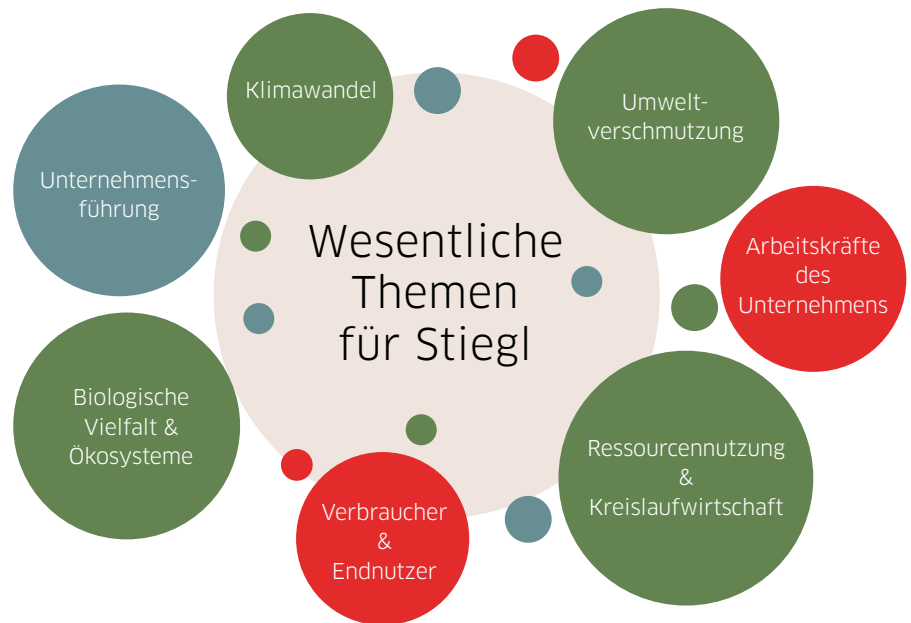 Klimawandel
Umwelt-
verschmutzung
Unternehmens-
führung
Wesentliche
Themen
für Stiegl
Arbeitskräfte
des
Unternehmens
Biologische
Vielfalt &
Ökosysteme
Ressourcennutzung
&
Kreislaufwirtschaft
Verbraucher
&
Endnutzer